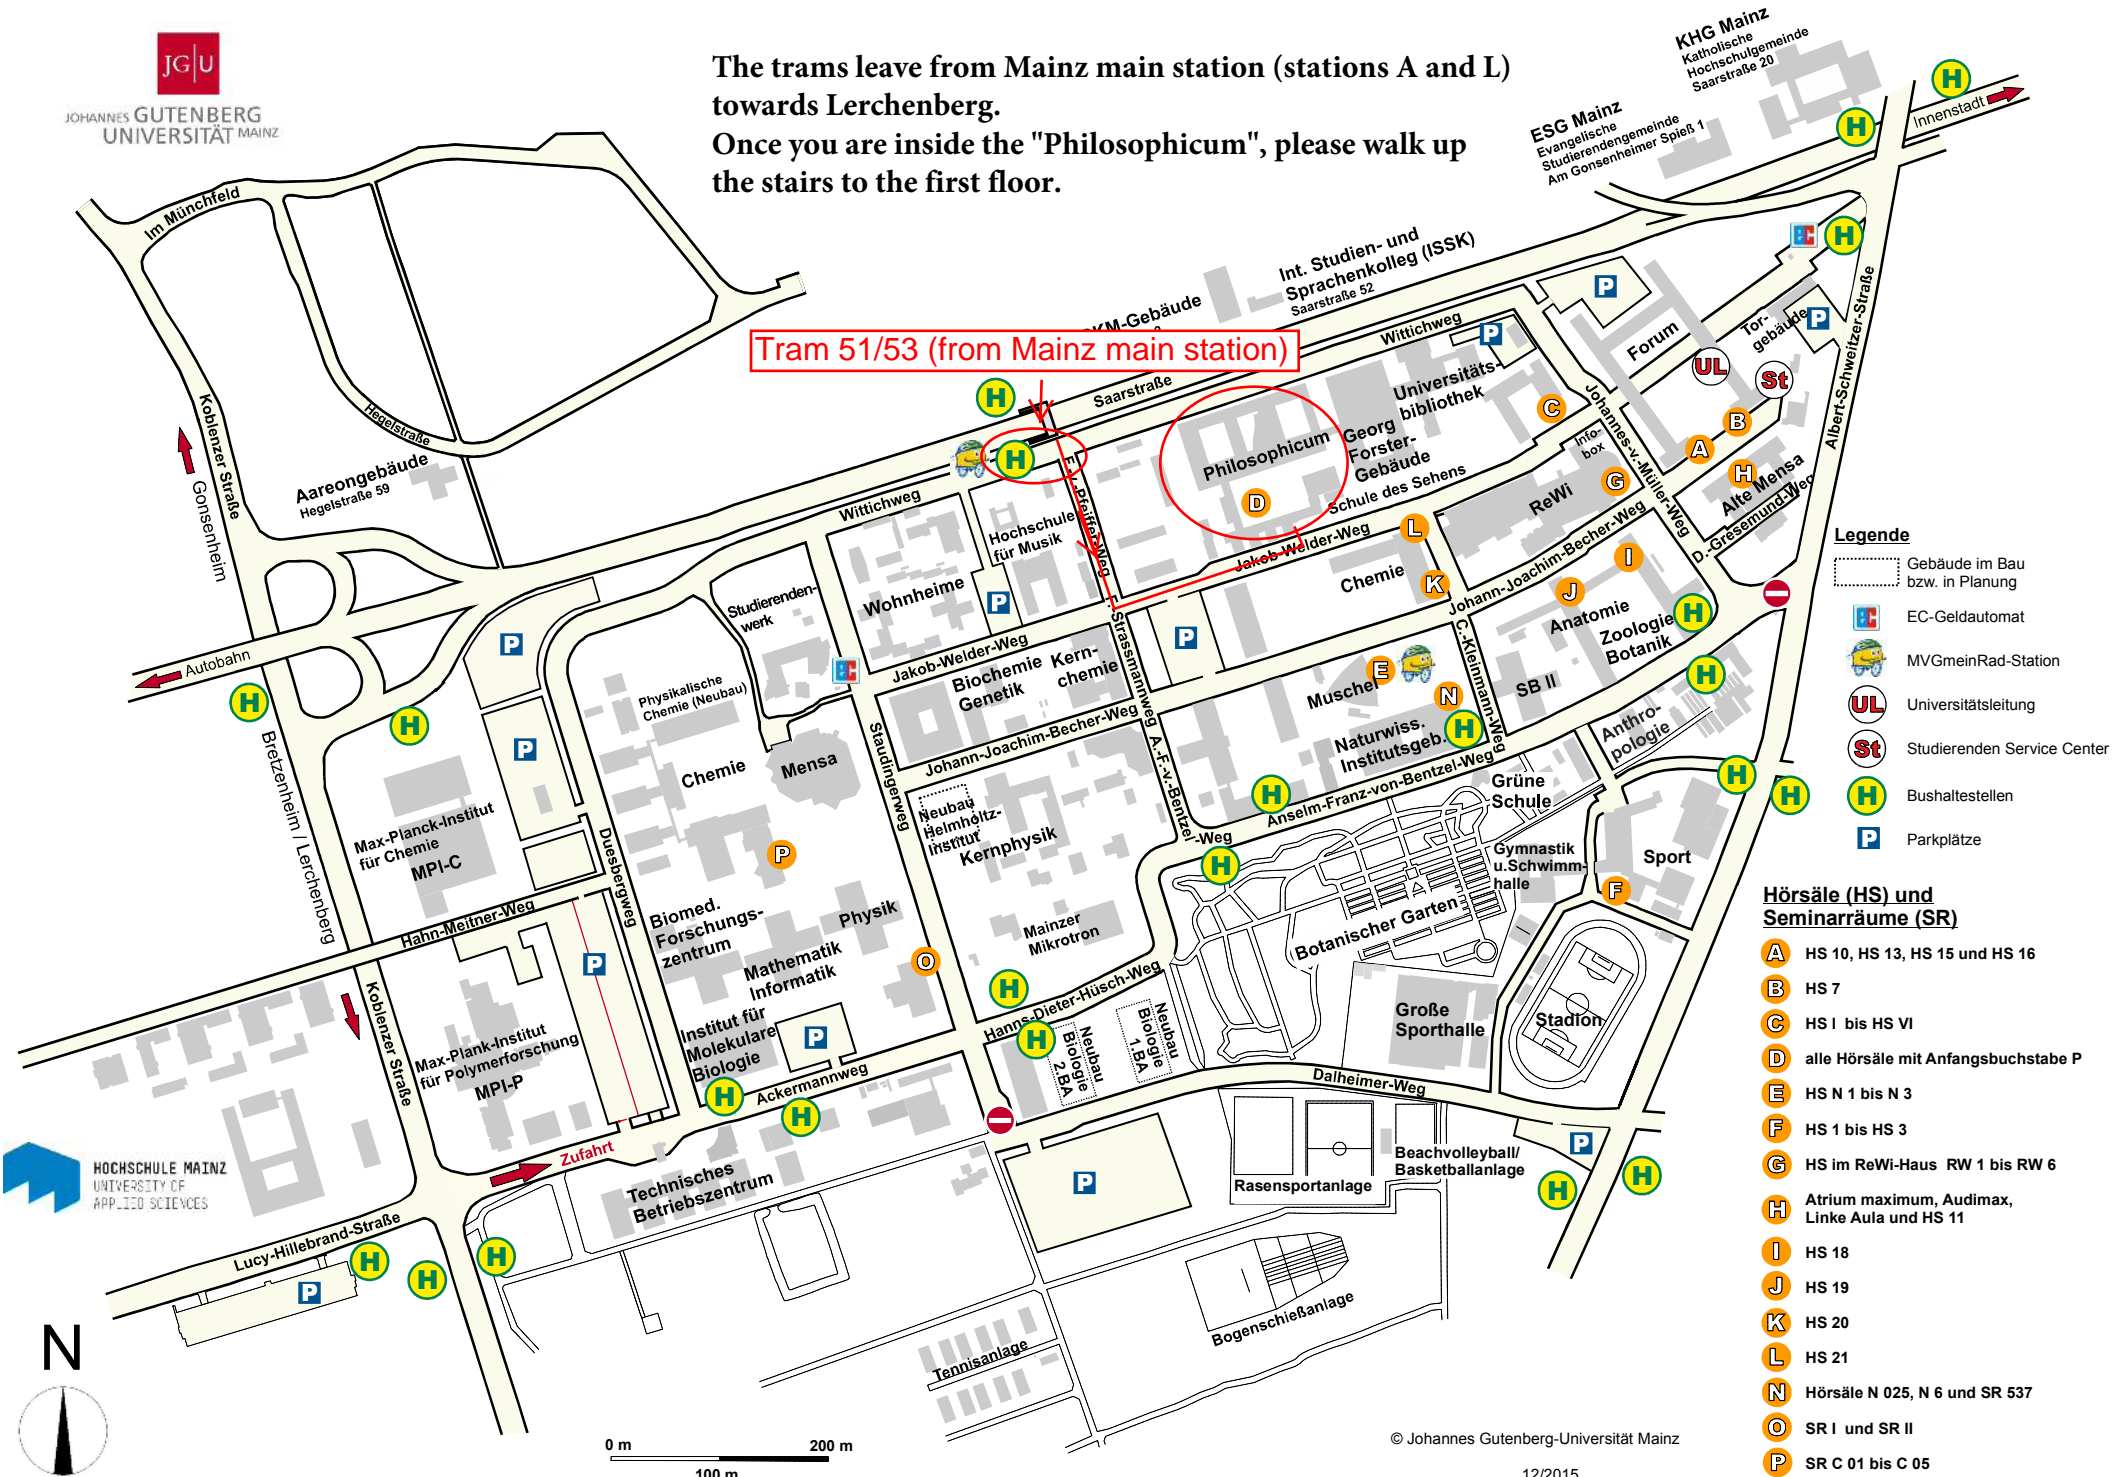 JG|U
JOHANNES GUTENBERG
UNIVERSITÄT MAINZ
The trams leave from Mainz main station (stations A and L)
towards Lerchenberg.
Once you are inside the "Philosophicum", please walk up
the stairs to the first floor.
KHG Mainz
Katholische
Hochschulgemeinde
Saarstraße 20
ESG Mainz
Evangelische
Studierendengemeinde
Am Gonsenheimer Spieß 1
H
H
Innenstadt
Im Münchfeld
Int. Studien- und
Sprachenkolleg (ISSK)
Saarstraße 52
KM-Gebäude
Tram 51/53 (from Mainz main station)
EC
H
P
Tor-
gebäude
P
Forum
Wittichweg
P
UL
St
Koblenzer Straße
Gonsenheim
Hegelstraße
Aareongebäude
Hegelstraße 59
H
Saarstraße
H
Universitäts-
bibliothek
C
Johannes-v.-Müller-Weg
B
A
H
Albert-Schweitzer-Straße
Philosophicum
D
Georg
Forster-
Gebäude
Schule des Sehens
Info-
box
ReWi
G
Alte Mensa
D.-Gresemund-Weg
Wittichweg
Hochschule
für Musik
F.-v.-Pfeiffer-Weg
Jakob-Welder-Weg
L
K
Chemie
Johann-Joachim-Becher-Weg
I
J
Anatomie
Zoologie
Botanik
H
Studierenden-
werk
Wohnheime
P
P
P
Autobahn
H
H
Bretzenheim / Lerchenberg
EC
Jakob-Welder-Weg
Biochemie
Genetik
Kern-
chemie
F. Strassmannweg
Physikalische
Chemie (Neubau)
E
Muschel
N
C.-Kleinmann-Weg
SB II
H
Naturwiss.
Institutsgeb.
H
Anthro-
pologie
P
Chemie
Mensa
Staudingerweg
Johann-Joachim-Becher-Weg
A.-F.-v.-Bentzel-Weg
H
Anselm-Franz-von-Bentzel-Weg
H
Grüne
Schule
H
H
Max-Planck-Institut
für Chemie
MPI-C
Duesbergweg
P
Neubau
Helmholtz-
Institut
Kernphysik
Gymnastik
u.Schwimm-
halle
Sport
F
Hahn-Meitner-Weg
P
Biomed.
Forschungs-
zentrum
Physik
Mathematik
Informatik
O
Mainzer
Mikrotron
Botanischer Garten
Koblenzer Straße
Max-Plank-Institut
für Polymerforschung
MPI-P
Institut für
Molekulare
Biologie
P
H
Hanns-Dieter-Hüsch-Weg
H
Neubau
Biologie
2.BA
Neubau
Biologie
1.BA
Große
Sporthalle
Stadion
H
Ackermannweg
H
Dalheimer-Weg
Zufahrt
Technisches
Betriebszentrum
P
Rasensportanlage
Beachvolleyball/
Basketballanlage
P
H
H
HOCHSCHULE MAINZ
UNIVERSITY OF
APPLIED SCIENCES
Lucy-Hillebrand-Straße
H
H
H
P
Bogenschießanlage
Tennisanlage
N
0 m
200 m
100 m
Legende
Gebäude im Bau
bzw. in Planung
EC
EC-Geldautomat
MVGmeinRad-Station
UL
Universitätsleitung
St
Studierenden Service Center
H
Bushaltestellen
P
Parkplätze
Hörsäle (HS) und
Seminarräume (SR)
A HS 10, HS 13, HS 15 und HS 16
B HS 7
C HS I bis HS VI
D alle Hörsäle mit Anfangsbuchstabe P
E HS N 1 bis N 3
F HS 1 bis HS 3
G HS im ReWi-Haus RW 1 bis RW 6
H Atrium maximum, Audimax,
Linke Aula und HS 11
I HS 18
J HS 19
K HS 20
L HS 21
N Hörsäle N 025, N 6 und SR 537
O SR I und SR II
P SR C 01 bis C 05
© Johannes Gutenberg-Universität Mainz
12/2015